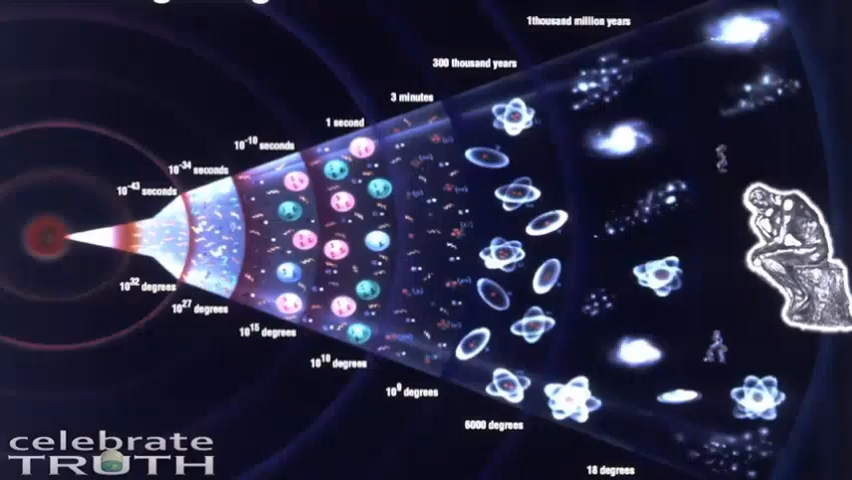 1thousand million years
300 thousand years
3 minutes
1 second
10⁻¹⁰ seconds
10⁻³⁴ seconds
10⁻⁴³ seconds
10³² degrees
10²⁷ degrees
10¹⁵ degrees
10¹⁰ degrees
10⁹ degrees
6000 degrees
18 degrees
celebrate
TRUTH